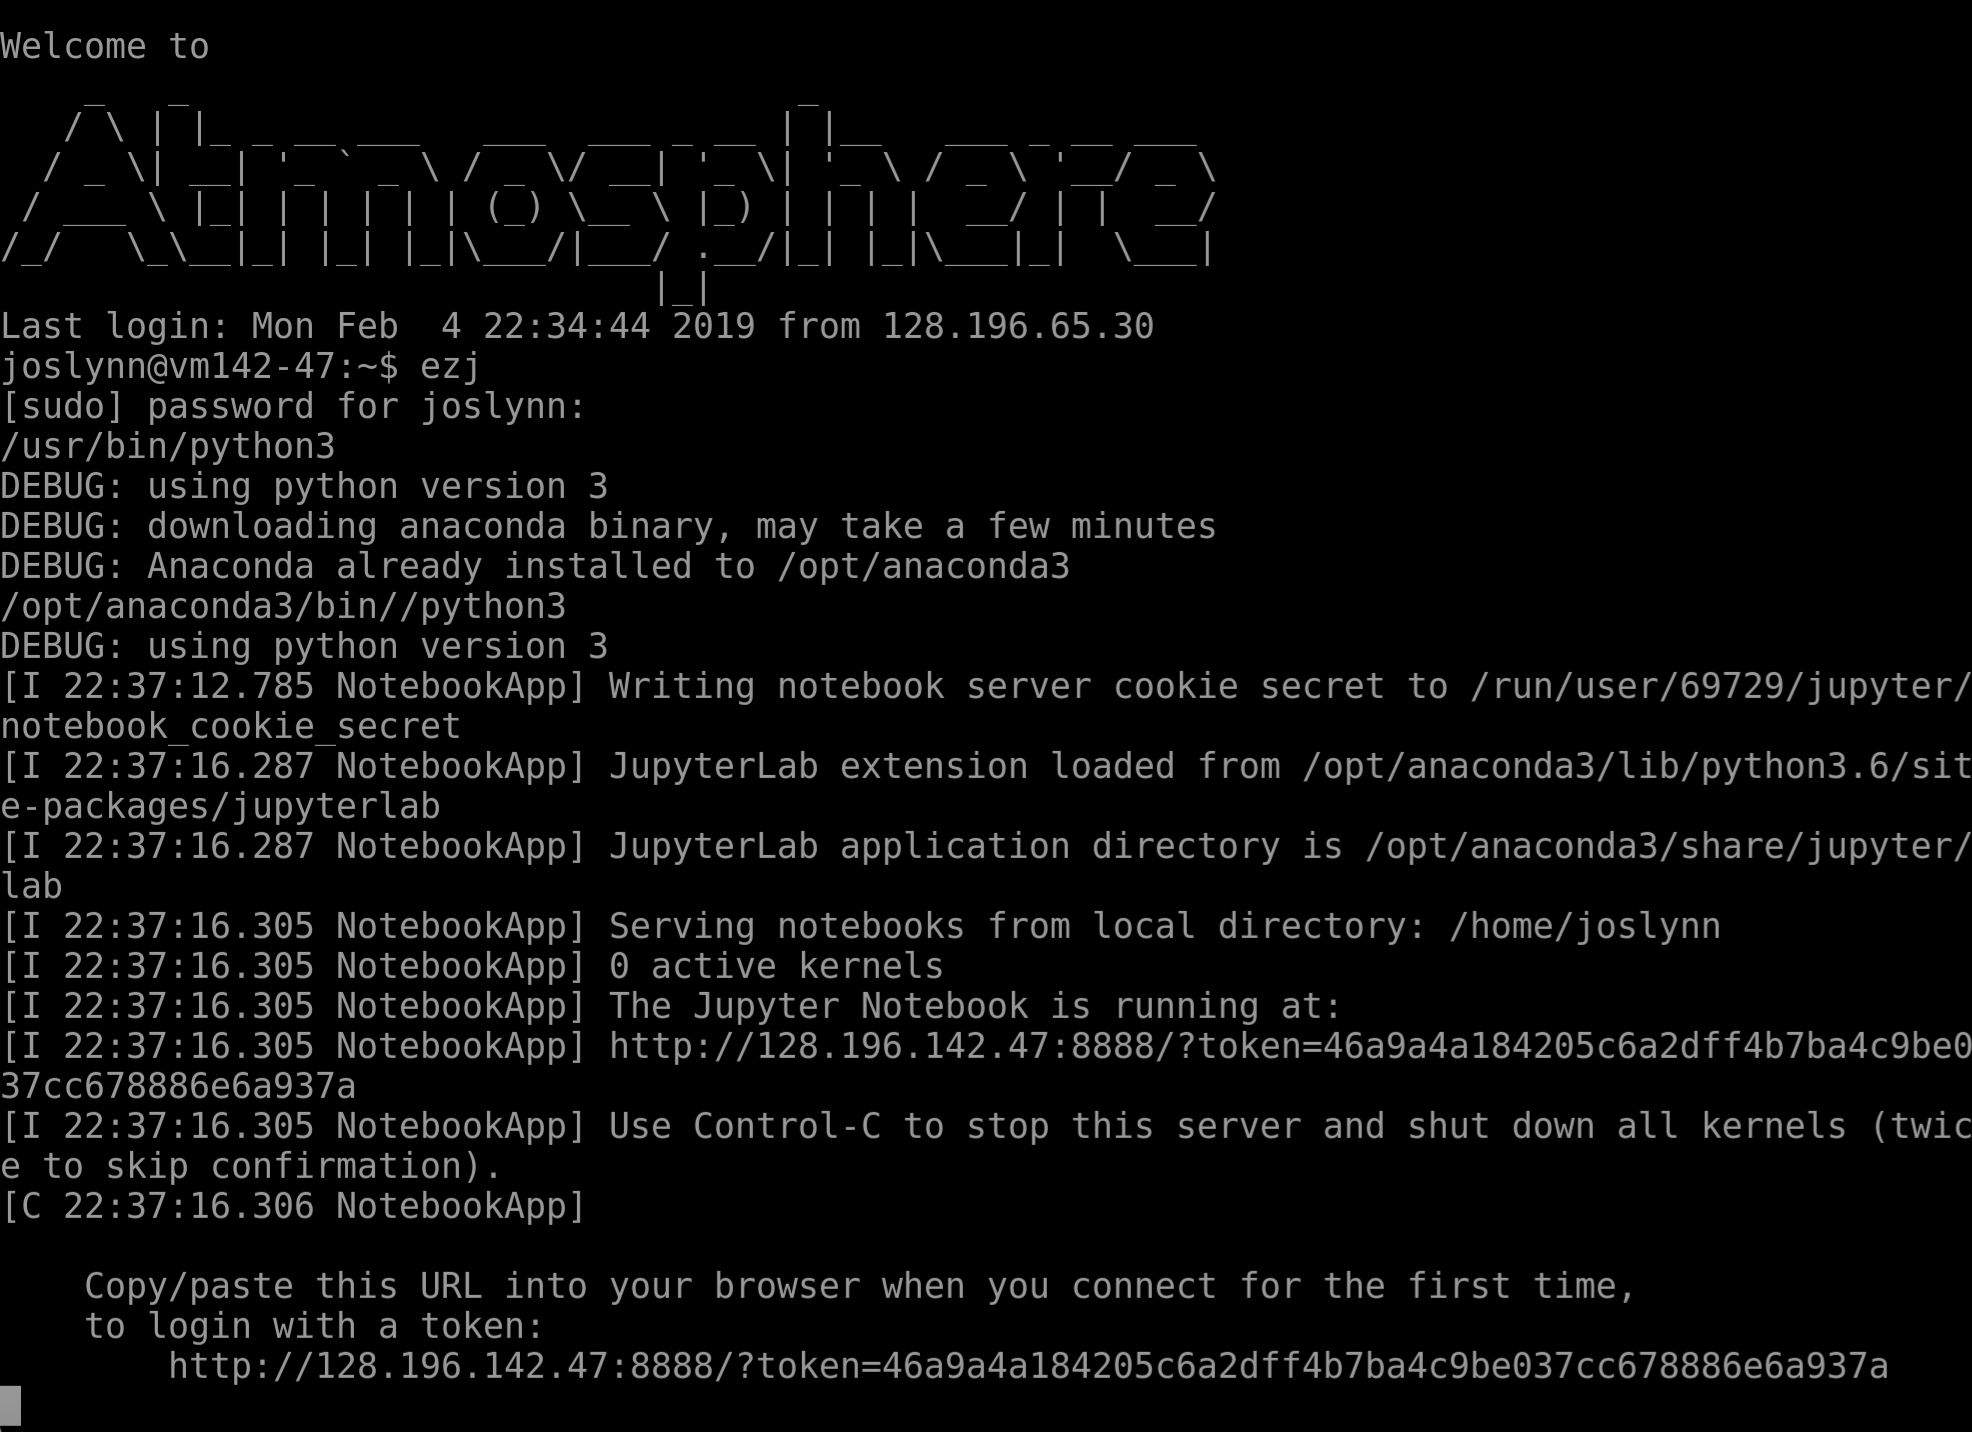 Welcome to
Atmosphere
Last login: Mon Feb  4 22:34:44 2019 from 128.196.65.30
joslynn@vm142-47:~$ ezj
[sudo] password for joslynn:
/usr/bin/python3
DEBUG: using python version 3
DEBUG: downloading anaconda binary, may take a few minutes
DEBUG: Anaconda already installed to /opt/anaconda3
/opt/anaconda3/bin//python3
DEBUG: using python version 3
[I 22:37:12.785 NotebookApp] Writing notebook server cookie secret to /run/user/69729/jupyter/
notebook_cookie_secret
[I 22:37:16.287 NotebookApp] JupyterLab extension loaded from /opt/anaconda3/lib/python3.6/sit
e-packages/jupyterlab
[I 22:37:16.287 NotebookApp] JupyterLab application directory is /opt/anaconda3/share/jupyter/
lab
[I 22:37:16.305 NotebookApp] Serving notebooks from local directory: /home/joslynn
[I 22:37:16.305 NotebookApp] 0 active kernels
[I 22:37:16.305 NotebookApp] The Jupyter Notebook is running at:
[I 22:37:16.305 NotebookApp] http://128.196.142.47:8888/?token=46a9a4a184205c6a2dff4b7ba4c9be0
37cc678886e6a937a
[I 22:37:16.305 NotebookApp] Use Control-C to stop this server and shut down all kernels (twic
e to skip confirmation).
[C 22:37:16.306 NotebookApp]
Copy/paste this URL into your browser when you connect for the first time,
to login with a token:
http://128.196.142.47:8888/?token=46a9a4a184205c6a2dff4b7ba4c9be037cc678886e6a937a